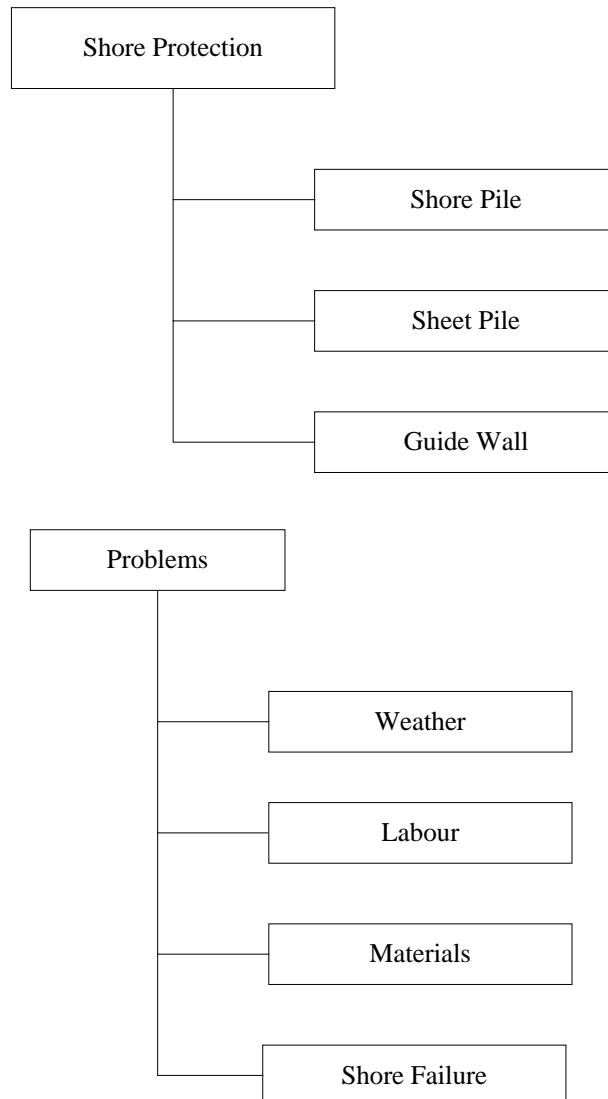 Shore Protection
Shore Pile
Sheet Pile
Guide Wall
Problems
Weather
Labour
Materials
Shore Failure